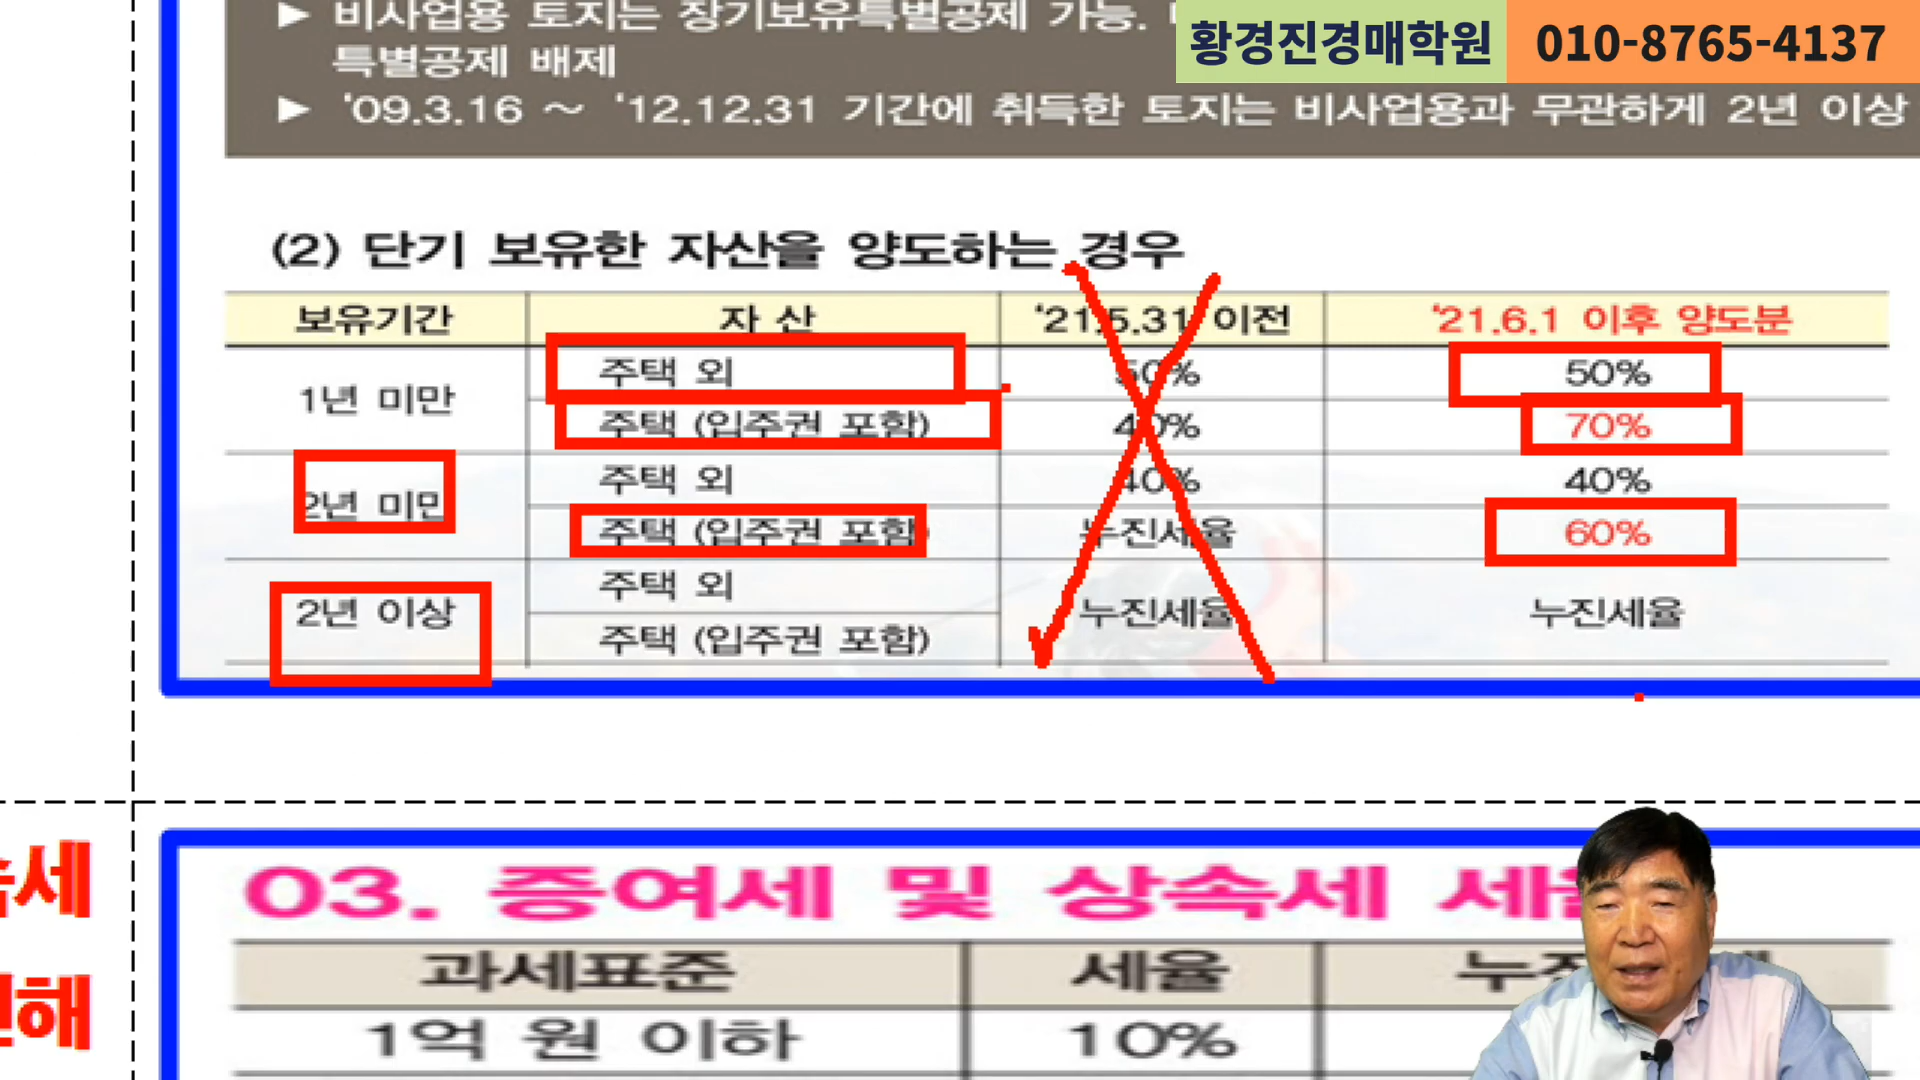 ▶ 비사업용 토지는 장기보유특별공제 가능.
황경진경매학원 010-8765-4137
특별공제 배제
▶ '09.3.16 ~ '12.12.31 기간에 취득한 토지는 비사업용과 무관하게 2년 이상
(2) 단기 보유한 자산을 양도하는 경우
보유기간 자 산 '21.5.31 이전 '21.6.1 이후 양도분
1년 미만 주택 외 50% 50%
주택 (입주권 포함) 40% 70%
2년 미만 주택 외 40% 40%
주택 (입주권 포함) 누진세율 60%
2년 이상 주택 외 누진세율 누진세율
주택 (입주권 포함)
속세
03. 증여세 및 상속세 세율
과세표준 세율
해
1억 원 이하 10%